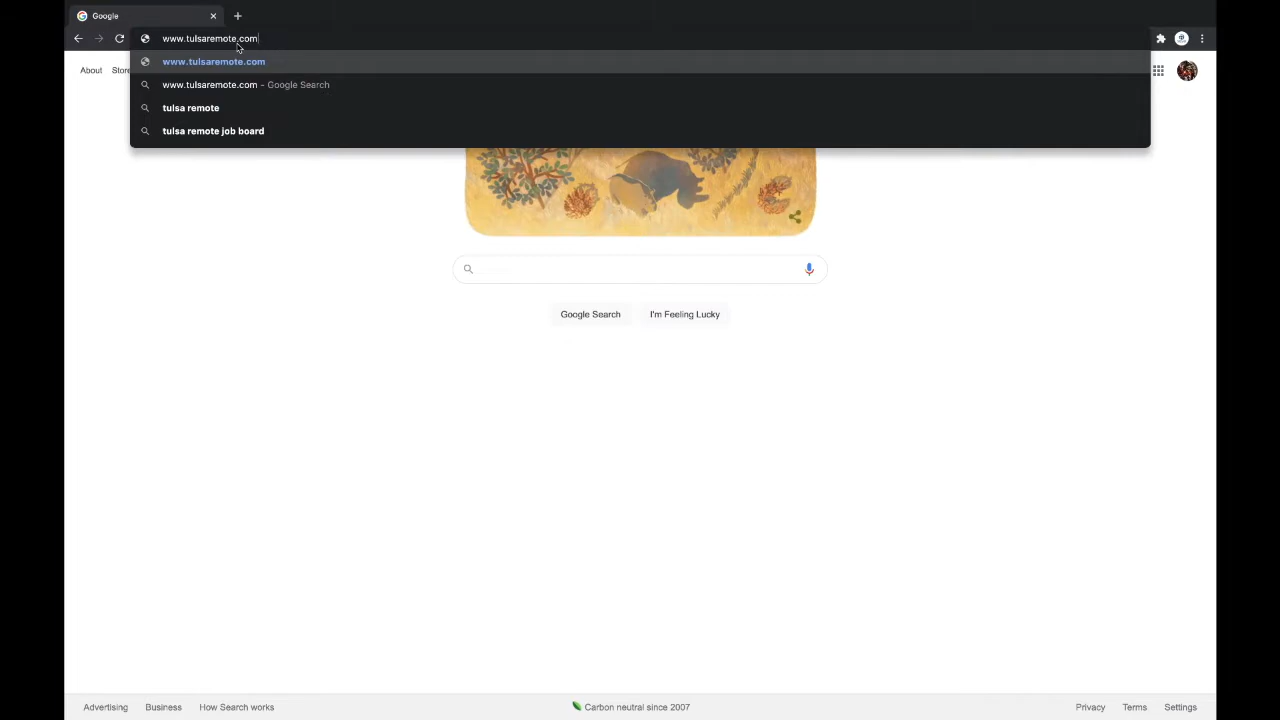 Google
www.tulsaremote.com
www.tulsaremote.com
www.tulsaremote.com - Google Search
tulsa remote
tulsa remote job board
About
Store
Google Search
I'm Feeling Lucky
Advertising
Business
How Search works
Carbon neutral since 2007
Privacy
Terms
Settings